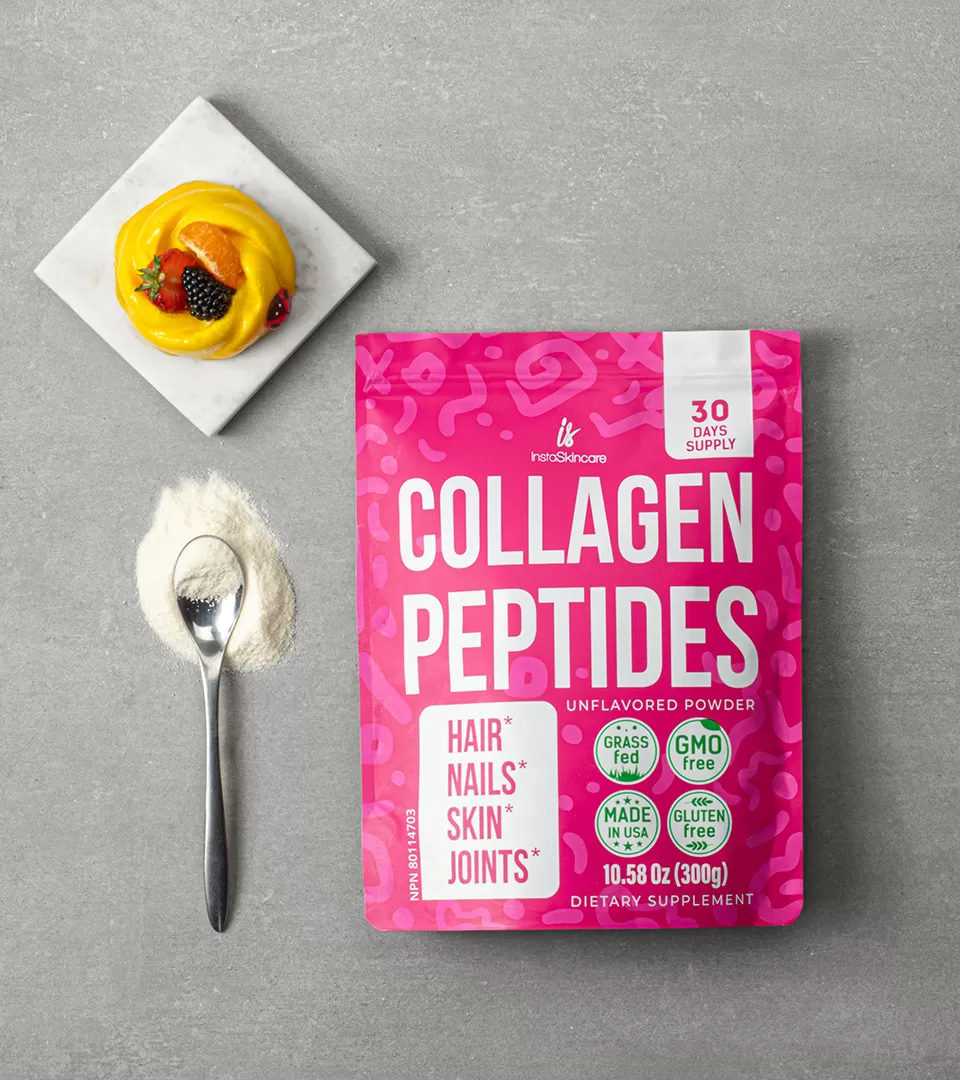 30
DAYS
SUPPLY
is
InstaSkincare
COLLAGEN
PEPTIDES
UNFLAVORED POWDER
HAIR*
NAILS*
SKIN*
JOINTS*
NPN 80114703
GRASS
fed
GMO
free
MADE
IN USA
GLUTEN
free
10.58 Oz (300g)
DIETARY SUPPLEMENT